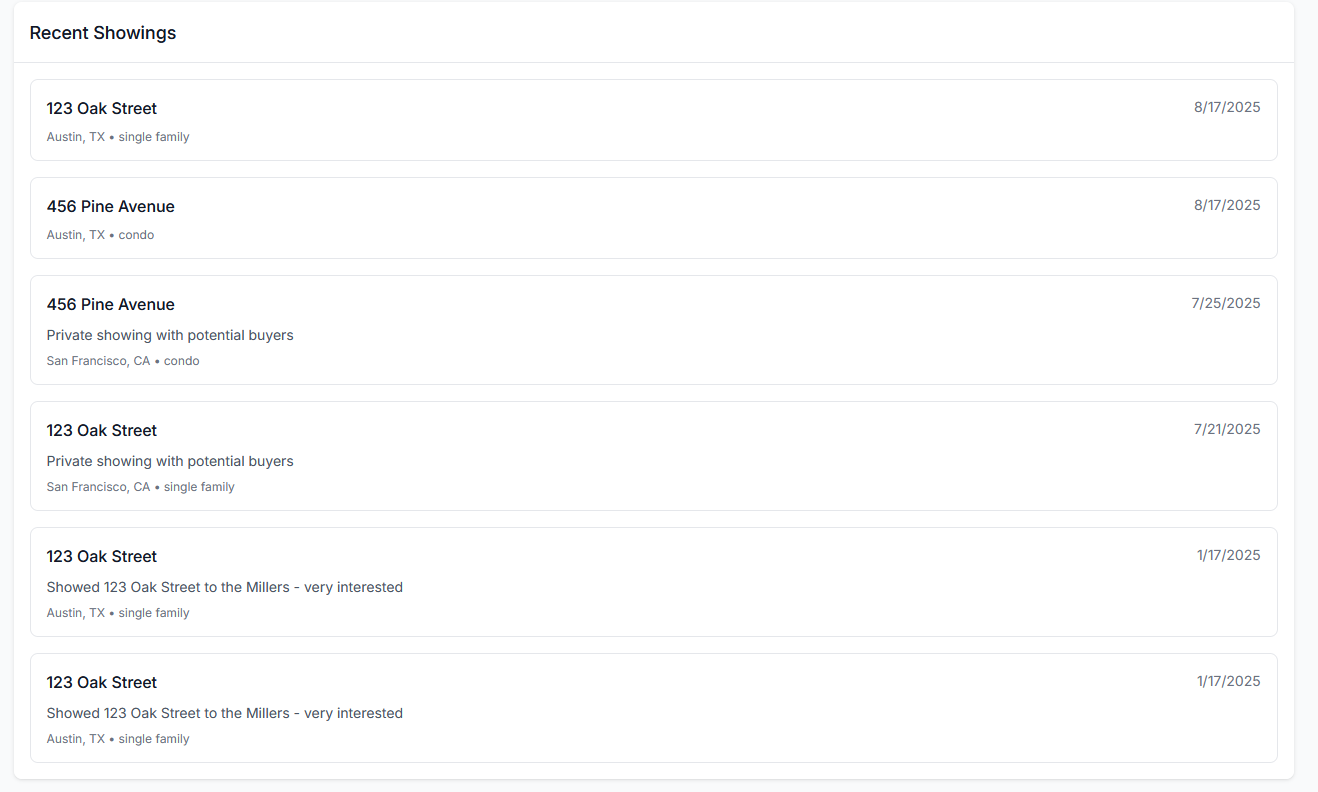 Recent Showings
123 Oak Street
8/17/2025
Austin, TX • single family
456 Pine Avenue
8/17/2025
Austin, TX • condo
456 Pine Avenue
7/25/2025
Private showing with potential buyers
San Francisco, CA • condo
123 Oak Street
7/21/2025
Private showing with potential buyers
San Francisco, CA • single family
123 Oak Street
1/17/2025
Showed 123 Oak Street to the Millers - very interested
Austin, TX • single family
123 Oak Street
1/17/2025
Showed 123 Oak Street to the Millers - very interested
Austin, TX • single family